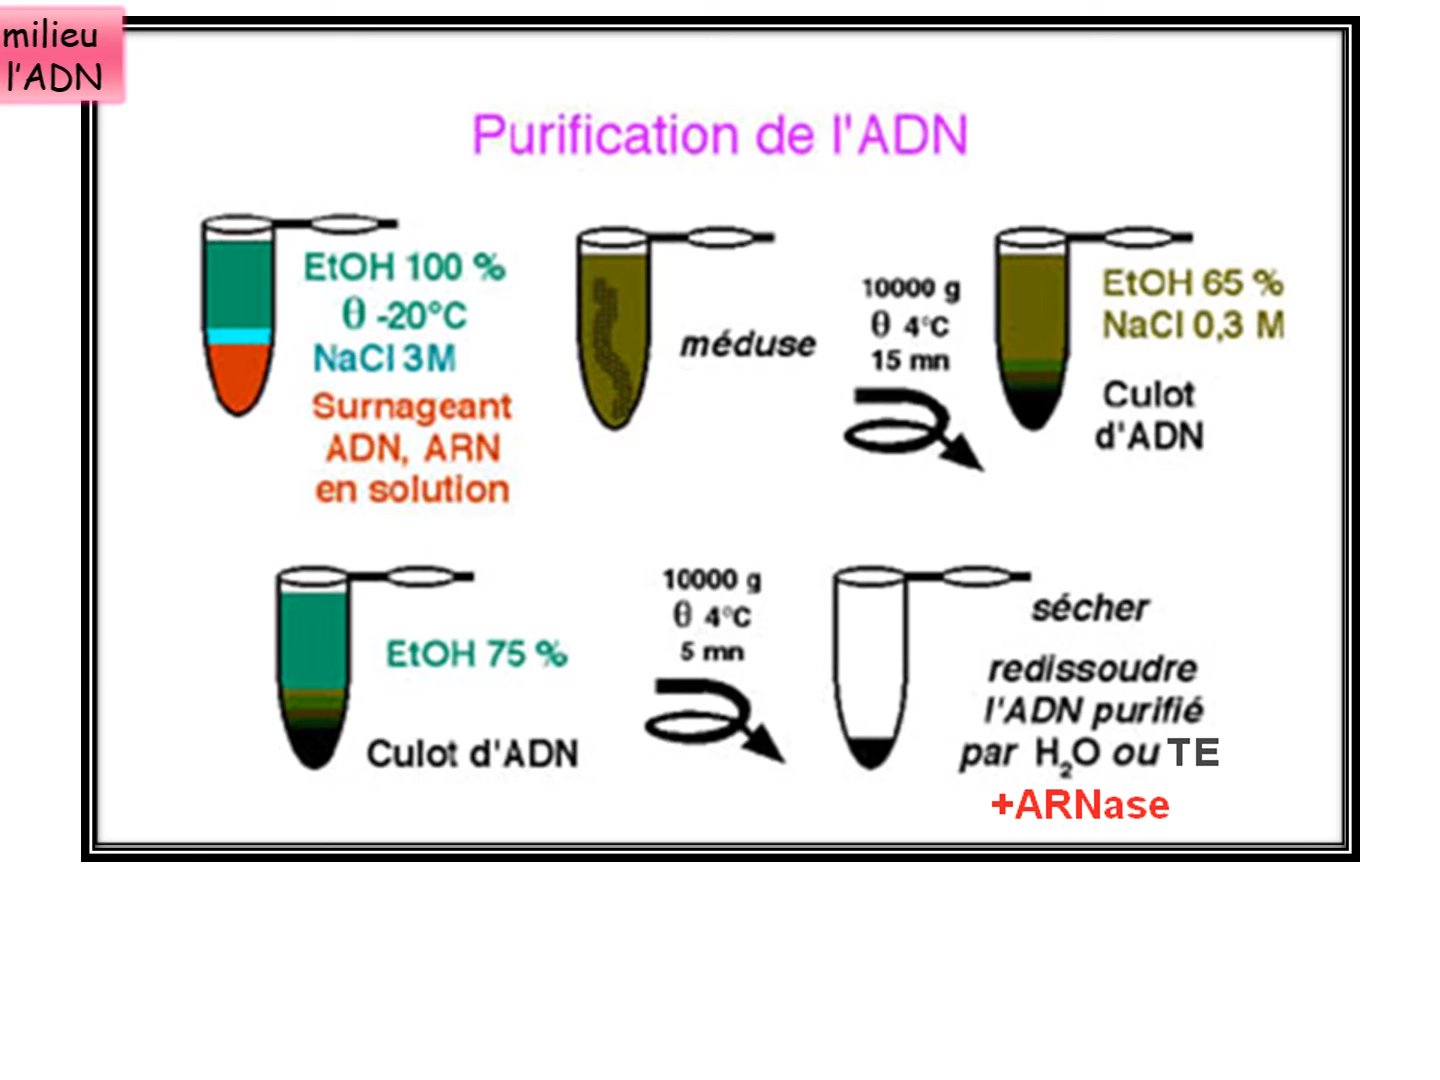 milieu
l'ADN
Purification de l'ADN
EtOH 100 %
θ -20°C
NaCl 3M
Surnageant
ADN, ARN
en solution
méduse
10000 g
θ 4°C
15 mn
EtOH 65 %
NaCl 0,3 M
Culot
d'ADN
EtOH 75 %
Culot d'ADN
10000 g
θ 4°C
5 mn
sécher
redissoudre
l'ADN purifié
par H₂O ou TE
+ARNase